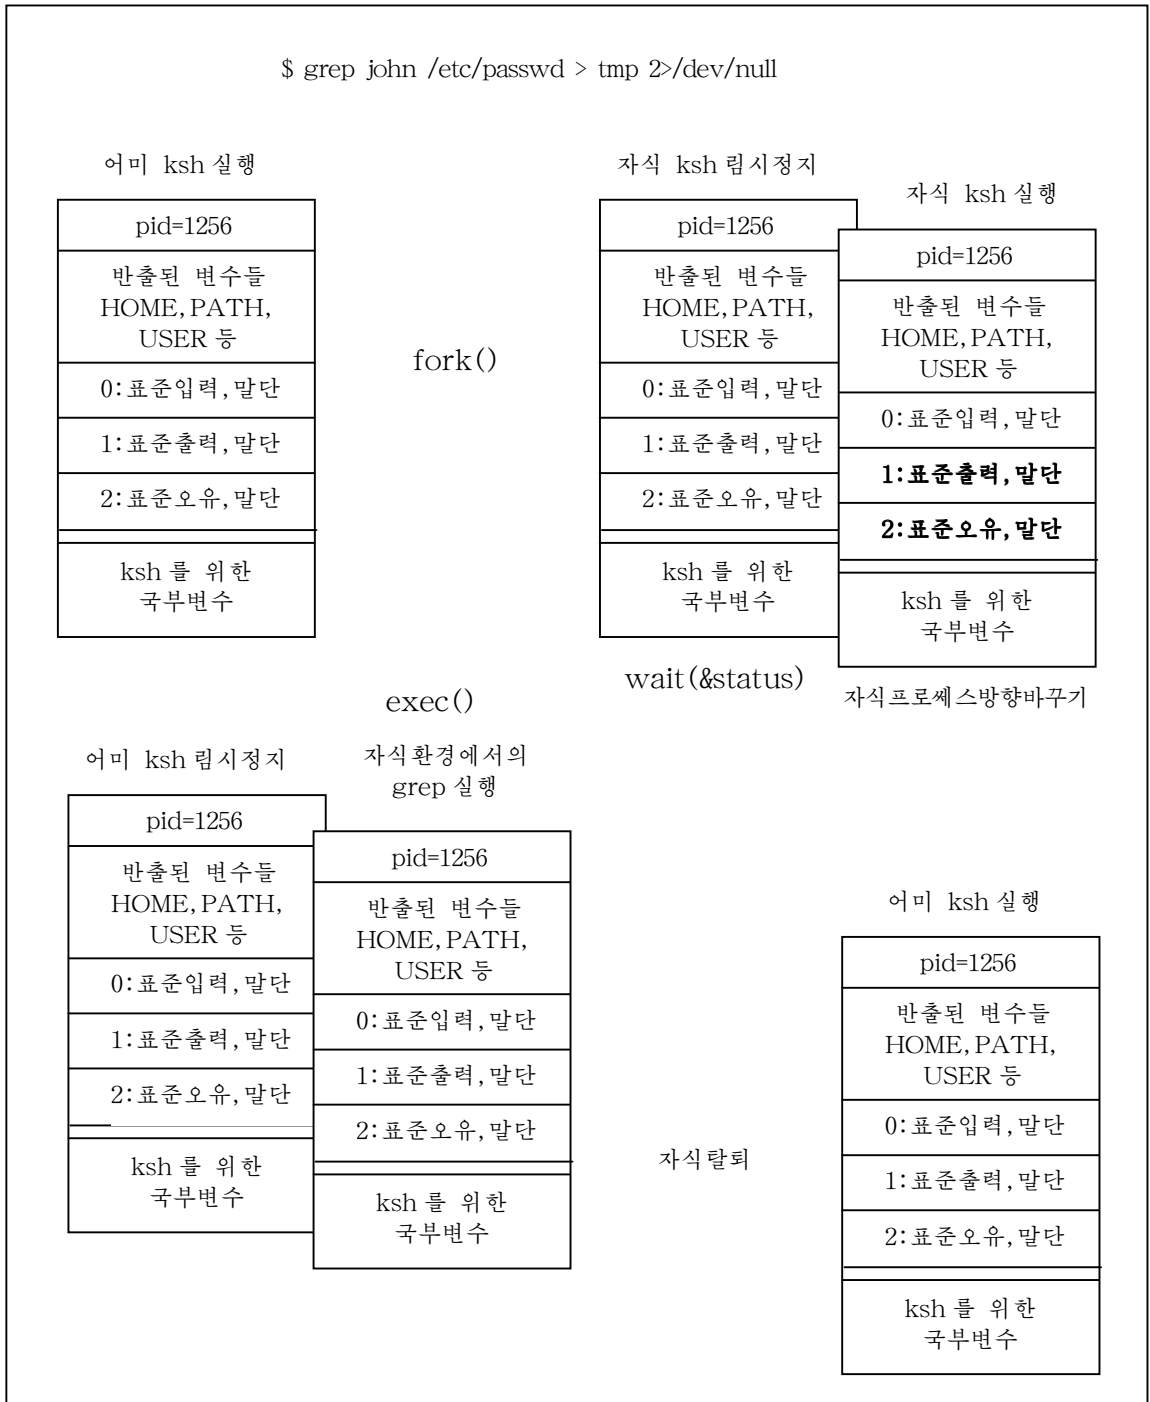 $ grep john /etc/passwd > tmp 2>/dev/null
어미 ksh 실행
pid=1256
반출된 변수들
HOME,PATH,
USER 등
0:표준입력,말단
1:표준출력,말단
2:표준오유,말단
ksh 를 위한
국부변수
fork()
자식 ksh 림시정지
pid=1256
반출된 변수들
HOME,PATH,
USER 등
0:표준입력,말단
1:표준출력,말단
2:표준오유,말단
ksh 를 위한
국부변수
wait(&status)
자식 ksh 실행
pid=1256
반출된 변수들
HOME,PATH,
USER 등
0:표준입력,말단
1:표준출력,말단
2:표준오유,말단
ksh 를 위한
국부변수
자식프로쎄스방향바꾸기
exec()
어미 ksh 림시정지
pid=1256
반출된 변수들
HOME,PATH,
USER 등
0:표준입력,말단
1:표준출력,말단
2:표준오유,말단
ksh 를 위한
국부변수
자식환경에서의
grep 실행
pid=1256
반출된 변수들
HOME,PATH,
USER 등
0:표준입력,말단
1:표준출력,말단
2:표준오유,말단
ksh 를 위한
국부변수
자식탈퇴
어미 ksh 실행
pid=1256
반출된 변수들
HOME,PATH,
USER 등
0:표준입력,말단
1:표준출력,말단
2:표준오유,말단
ksh 를 위한
국부변수